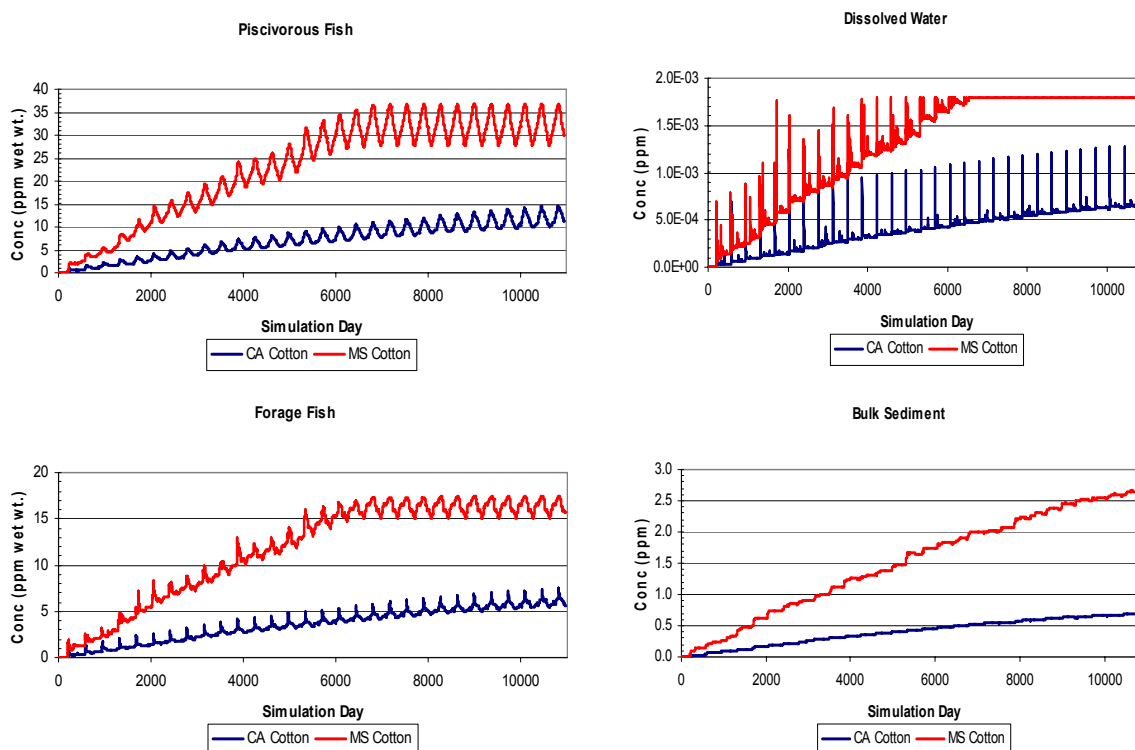 Piscivorous Fish
Conc (ppm wet wt.)
40
35
30
25
20
15
10
5
0
0 2000 4000 6000 8000 10000
Simulation Day
CA Cotton MS Cotton
Dissolved Water
Conc (ppm)
2.0E-03
1.5E-03
1.0E-03
5.0E-04
0.0E+00
0 2000 4000 6000 8000 10000
Simulation Day
CA Cotton MS Cotton
Forage Fish
Conc (ppm wet wt.)
20
15
10
5
0
0 2000 4000 6000 8000 10000
Simulation Day
CA Cotton MS Cotton
Bulk Sediment
Conc (ppm)
3.0
2.5
2.0
1.5
1.0
0.5
0.0
0 2000 4000 6000 8000 10000
Simulation Day
CA Cotton MS Cotton